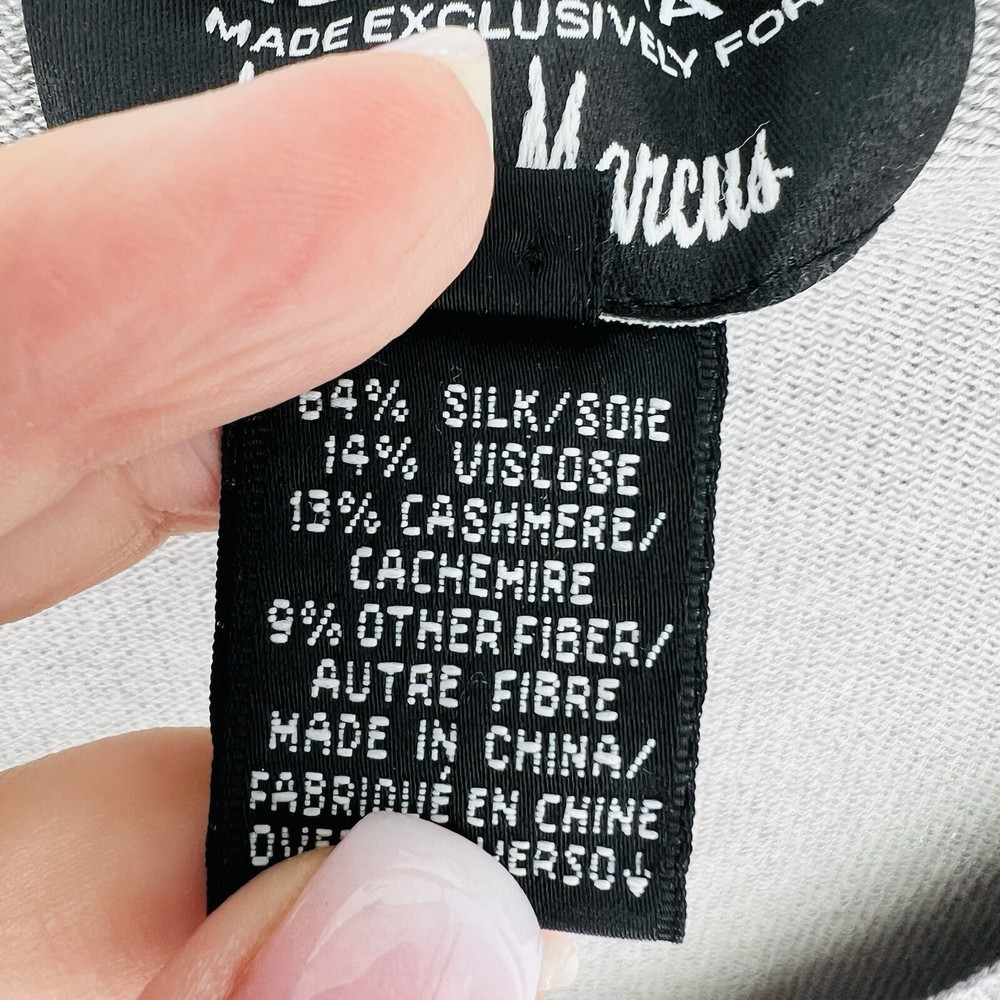 MADE EXCLUSIVELY FOR
64% SILK/SOIE
14% VISCOSE
13% CASHMERE/
CACHEMIRE
9% OTHER FIBER/
AUTRE FIBRE
MADE IN CHINA/
FABRIQUÉ EN CHINE